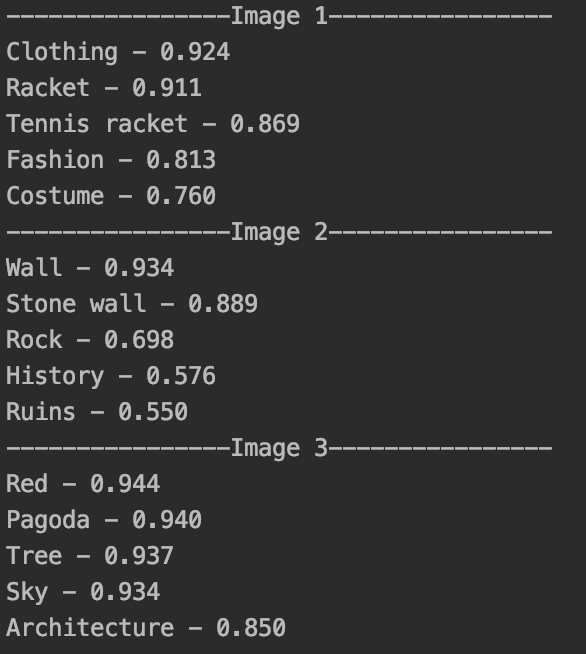 ----------------Image 1----------------
Clothing - 0.924
Racket - 0.911
Tennis racket - 0.869
Fashion - 0.813
Costume - 0.760
----------------Image 2----------------
Wall - 0.934
Stone wall - 0.889
Rock - 0.698
History - 0.576
Ruins - 0.550
----------------Image 3----------------
Red - 0.944
Pagoda - 0.940
Tree - 0.937
Sky - 0.934
Architecture - 0.850